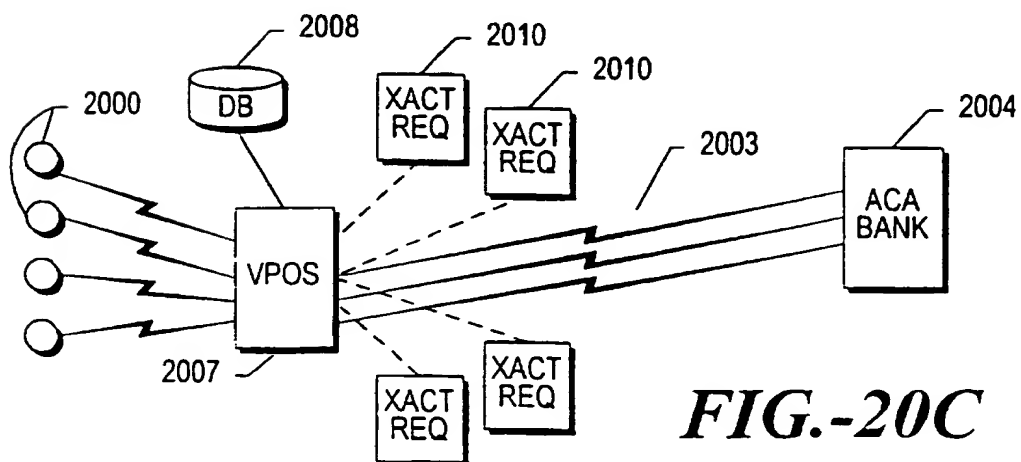 2008
2010
2010
2000
DB
XACT
REQ
XACT
REQ
2003
2004
ACA
BANK
VPOS
2007
XACT
REQ
XACT
REQ
FIG.-20C